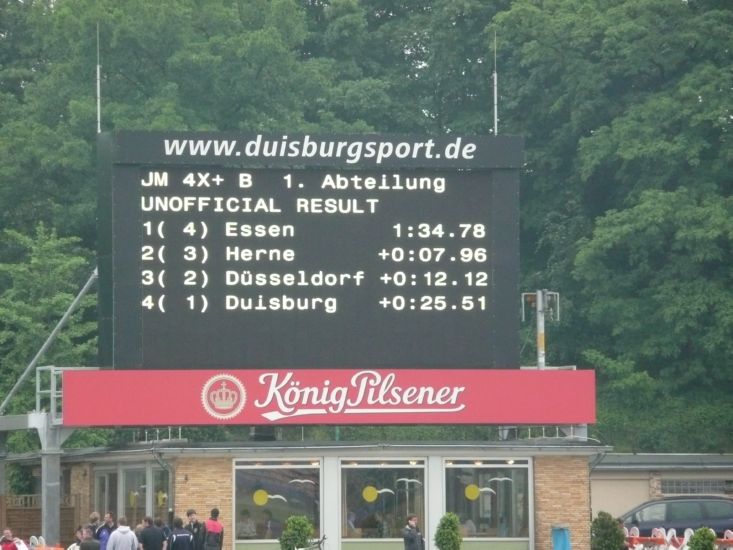 www.duisburgsport.de
JM 4X+ B 1. Abteilung
UNOFFICIAL RESULT
1( 4) Essen 1:34.78
2( 3) Herne +0:07.96
3( 2) Düsseldorf +0:12.12
4( 1) Duisburg +0:25.51
König Pilsener